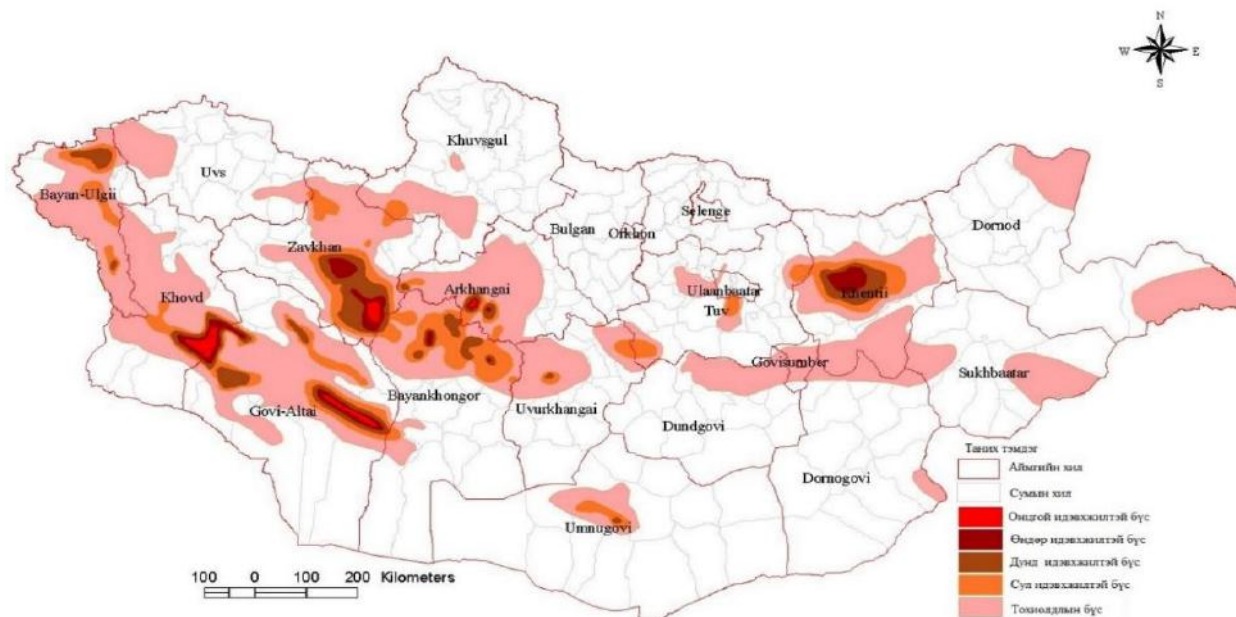 N
W E
S
Khuvsgul
Uvs
Bayan-Ulgii
Selenge
Dornod
Bulgan
Orkhon
Zavkhan
Khovd
Arkhangai
Ulaanbaatar
Khentii
Tuv
Govisumber
Sukhbaatar
Bayankhongor
Govi-Altai
Uvurkhangai
Dundgovi
Dornogovi
Umnugovi
Таних тэмдэг
Аймгийн хил
Сумын хил
Онцгой идэвхжилтэй бүс
Өндөр идэвхжилтэй бүс
Дунд идэвхжилтэй бүс
Сул идэвхжилтэй бүс
Тохиолдлын бүс
100 0 100 200 Kilometers